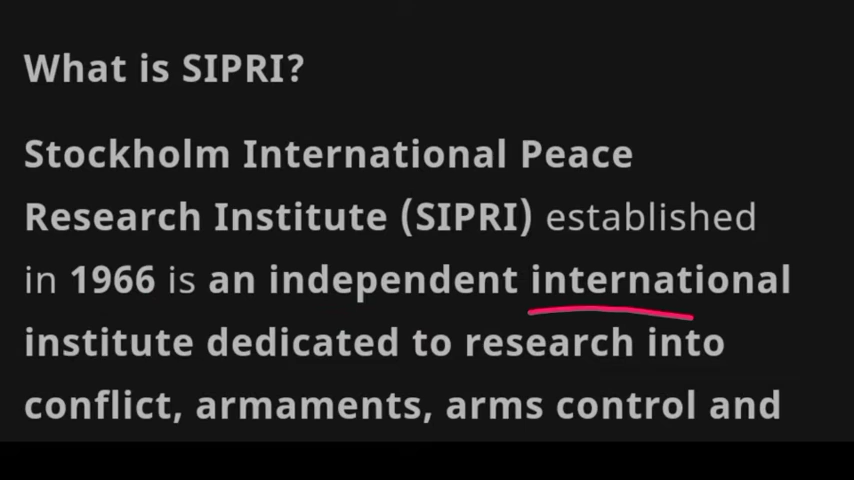 What is SIPRI?
Stockholm International Peace
Research Institute (SIPRI) established
in 1966 is an independent international
institute dedicated to research into
conflict, armaments, arms control and